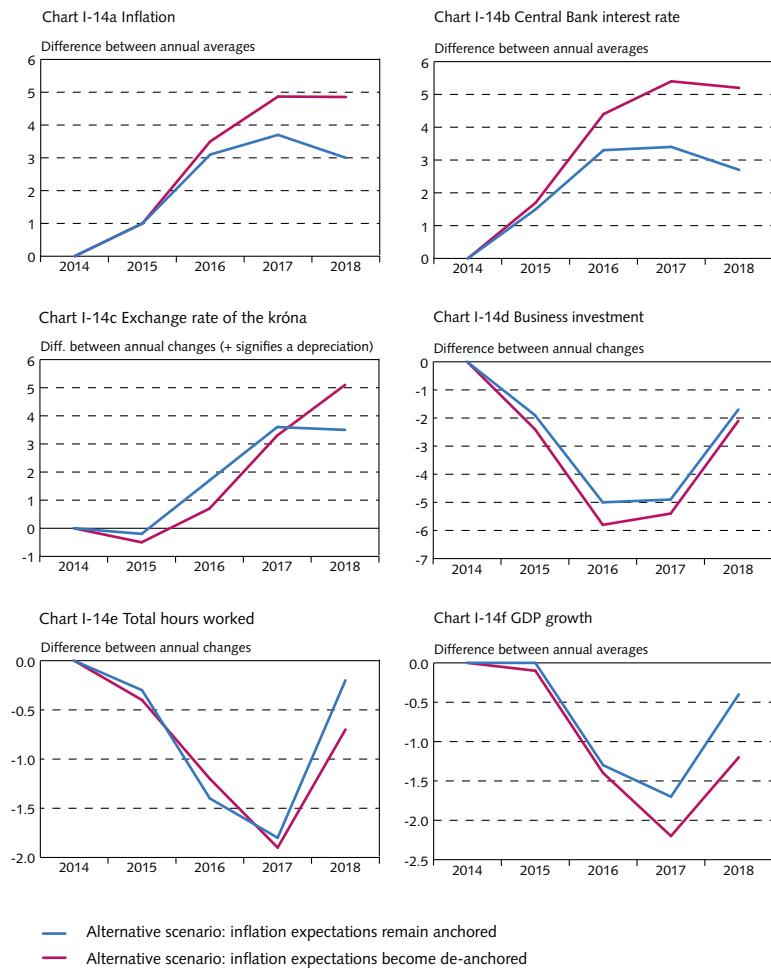 Chart I-14a Inflation
Difference between annual averages
6
5
4
3
2
1
0
2014 2015 2016 2017 2018
Chart I-14b Central Bank interest rate
Difference between annual averages
6
5
4
3
2
1
0
2014 2015 2016 2017 2018
Chart I-14c Exchange rate of the króna
Diff. between annual changes (+ signifies a depreciation)
6
5
4
3
2
1
0
-1
2014 2015 2016 2017 2018
Chart I-14d Business investment
Difference between annual changes
0
-1
-2
-3
-4
-5
-6
-7
2014 2015 2016 2017 2018
Chart I-14e Total hours worked
Difference between annual changes
0.0
-0.5
-1.0
-1.5
-2.0
2014 2015 2016 2017 2018
Chart I-14f GDP growth
Difference between annual averages
0.0
-0.5
-1.0
-1.5
-2.0
-2.5
2014 2015 2016 2017 2018
Alternative scenario: inflation expectations remain anchored
Alternative scenario: inflation expectations become de-anchored